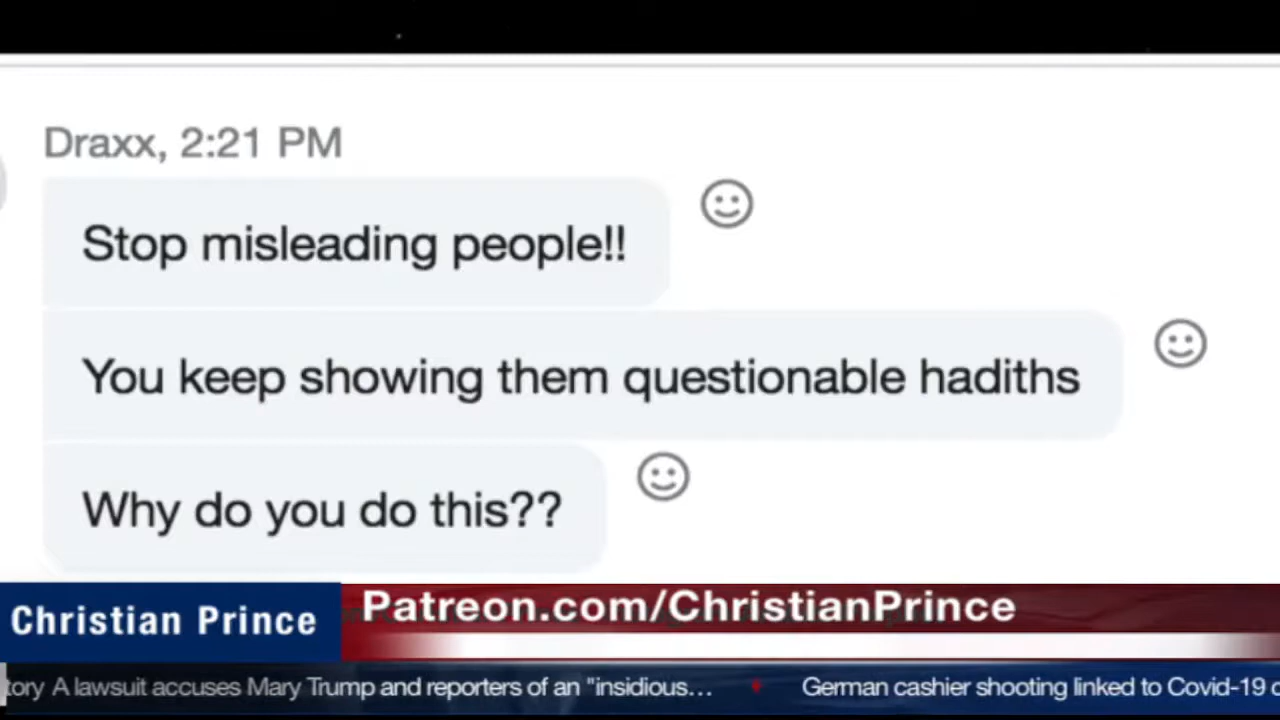 Draxx, 2:21 PM
Stop misleading people!!
You keep showing them questionable hadiths
Why do you do this??
Christian Prince
Patreon.com/ChristianPrince
tory A lawsuit accuses Mary Trump and reporters of an "insidious... German cashier shooting linked to Covid-19